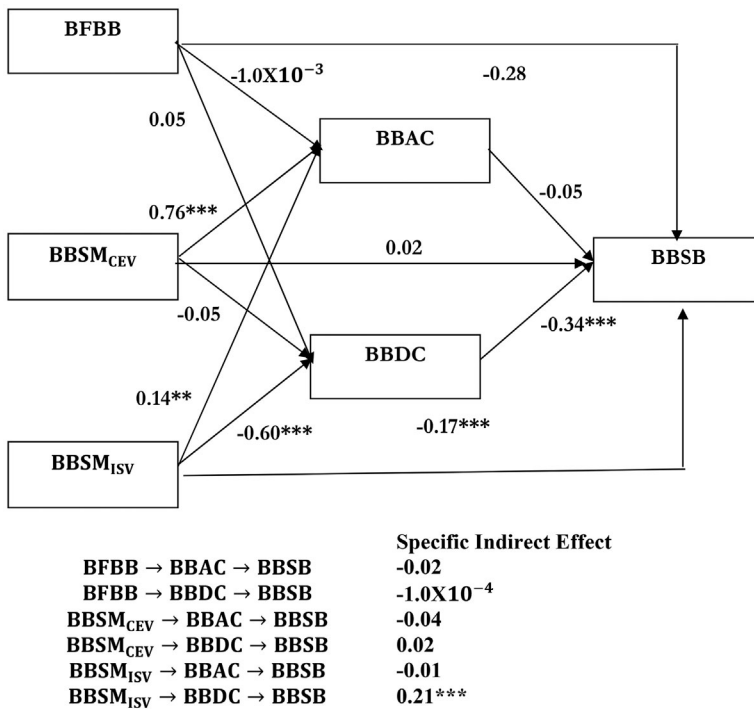 BFBB
-1.0X10⁻³
-0.28
0.05
BBAC
-0.05
0.76***
BBSM_CEV
0.02
BBSB
-0.05
-0.34***
BBDC
0.14**
-0.60***
-0.17***
BBSM_ISV
Specific Indirect Effect
BFBB → BBAC → BBSB -0.02
BFBB → BBDC → BBSB -1.0X10⁻⁴
BBSM_CEV → BBAC → BBSB -0.04
BBSM_CEV → BBDC → BBSB 0.02
BBSM_ISV → BBAC → BBSB -0.01
BBSM_ISV → BBDC → BBSB 0.21***